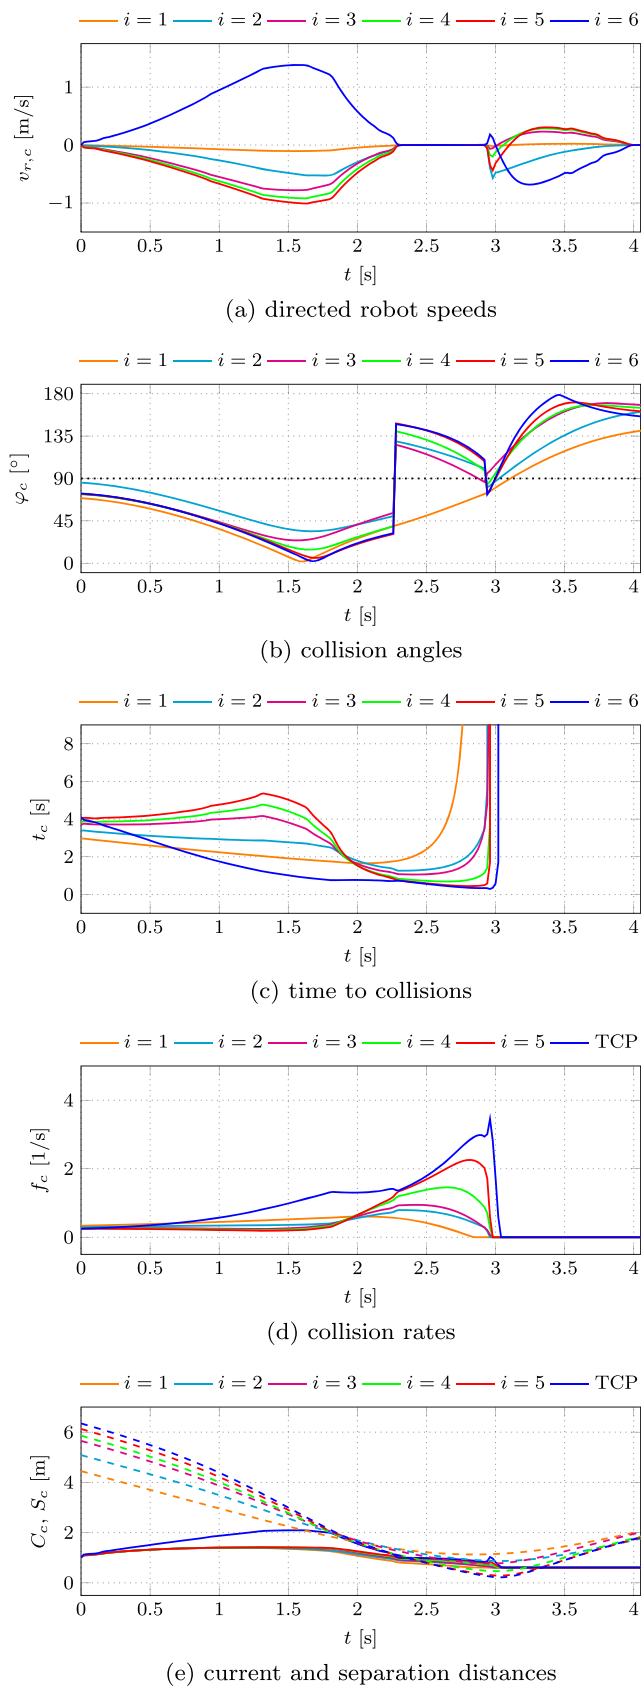 i = 1 i = 2 i = 3 i = 4 i = 5 i = 6
1
0
−1
v_{r,c} [m/s]
0 0.5 1 1.5 2 2.5 3 3.5 4
t [s]
(a) directed robot speeds
i = 1 i = 2 i = 3 i = 4 i = 5 i = 6
180
135
90
45
0
φ_c [°]
0 0.5 1 1.5 2 2.5 3 3.5 4
t [s]
(b) collision angles
i = 1 i = 2 i = 3 i = 4 i = 5 i = 6
8
6
4
2
0
t_c [s]
0 0.5 1 1.5 2 2.5 3 3.5 4
t [s]
(c) time to collisions
i = 1 i = 2 i = 3 i = 4 i = 5 TCP
4
2
0
f_c [1/s]
0 0.5 1 1.5 2 2.5 3 3.5 4
t [s]
(d) collision rates
i = 1 i = 2 i = 3 i = 4 i = 5 TCP
6
4
2
0
C_c, S_c [m]
0 0.5 1 1.5 2 2.5 3 3.5 4
t [s]
(e) current and separation distances